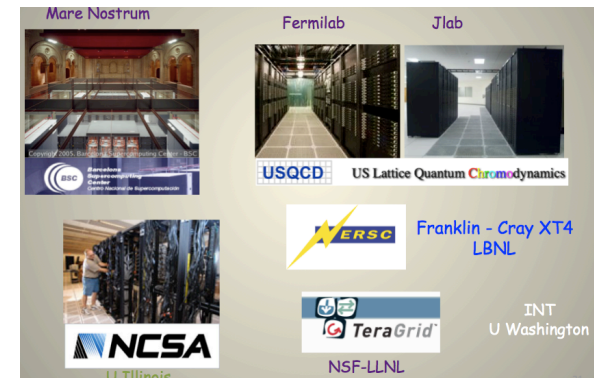 Mare Nostrum
Fermilab
Jlab
Copyright 2005. Barcelona Supercomputing Center - BSC
BSC
Barcelona
Supercomputing
Center
Centro Nacional de Supercomputación
USQCD
US Lattice Quantum Chromodynamics
NERSC
Franklin - Cray XT4
LBNL
NCSA
U Illinois
TeraGrid
NSF-LLNL
INT
U Washington